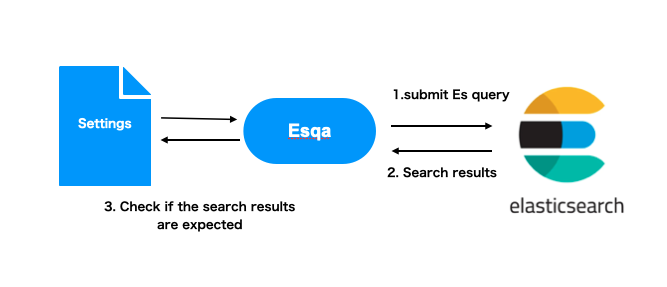 1.submit Es query
Settings
Esqa
2. Search results
3. Check if the search results
are expected
elasticsearch